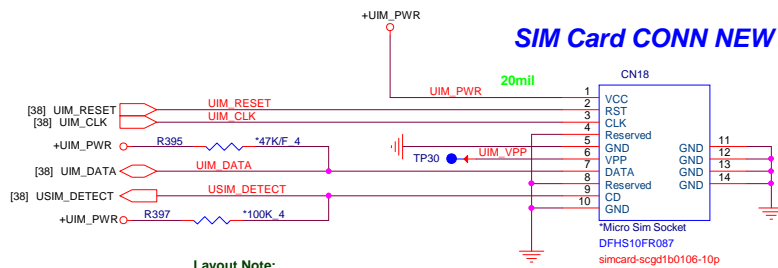 +UIM_PWR
SIM Card CONN NEW
CN18
20mil
UIM_PWR 1 VCC
[38] UIM_RESET UIM_RESET 2 RST
[38] UIM_CLK UIM_CLK 3 CLK
4 Reserved
+UIM_PWR R395 *47K/F_4 5 GND GND 11
TP30 UIM_VPP 6 VPP GND 12
[38] UIM_DATA UIM_DATA 7 DATA GND 13
8 Reserved GND 14
[38] USIM_DETECT USIM_DETECT 9 CD
10 GND
+UIM_PWR R397 *100K_4
*Micro Sim Socket
DFHS10FR087
simcard-scgd1b0106-10p
Layout Note: